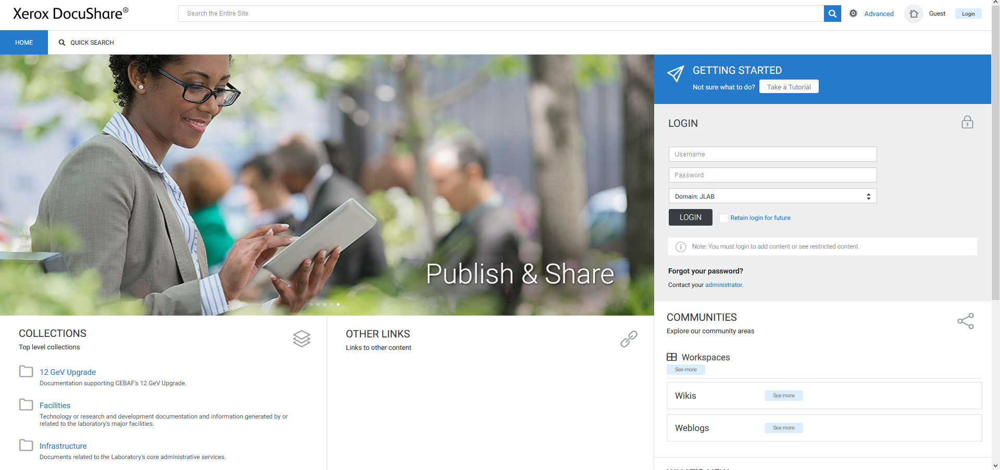 Xerox DocuShare®
Search the Entire Site
Advanced
Guest
Login
HOME
QUICK SEARCH
Publish & Share
GETTING STARTED
Not sure what to do?
Take a Tutorial
LOGIN
Username
Password
Domain: JLAB
LOGIN
Retain login for future
Note: You must login to add content or see restricted content.
Forgot your password?
Contact your administrator.
COLLECTIONS
Top level collections
12 GeV Upgrade
Documentation supporting CEBAF's 12 GeV Upgrade.
Facilities
Technology or research and development documentation and information generated by or
related to the laboratory's major facilities.
Infrastructure
Documents related to the Laboratory's core administrative services.
OTHER LINKS
Links to other content
COMMUNITIES
Explore our community areas
Workspaces
See more
Wikis
See more
Weblogs
See more
WHAT'S NEW